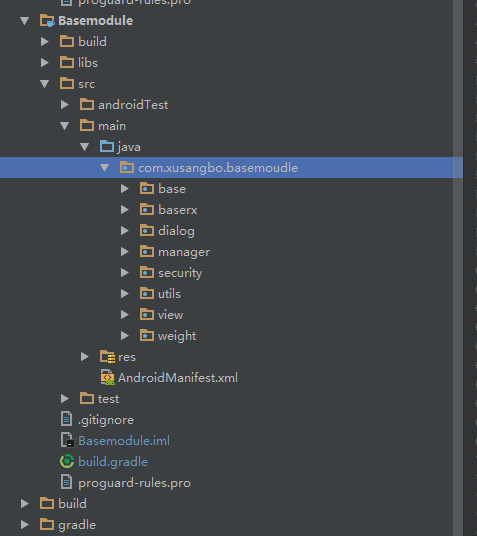 proguard-rules.pro
Basemodule
build
libs
src
androidTest
main
java
com.xusangbo.basemoudle
base
baserx
dialog
manager
security
utils
view
weight
res
AndroidManifest.xml
test
.gitignore
Basemodule.iml
build.gradle
proguard-rules.pro
build
gradle